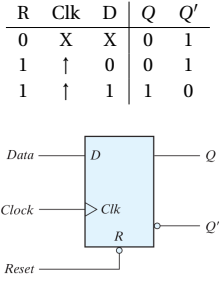 R Clk D Q Q′
0 X X 0 1
1 ↑ 0 0 1
1 ↑ 1 1 0
Data D Q
Clock Clk
Q′
R
Reset